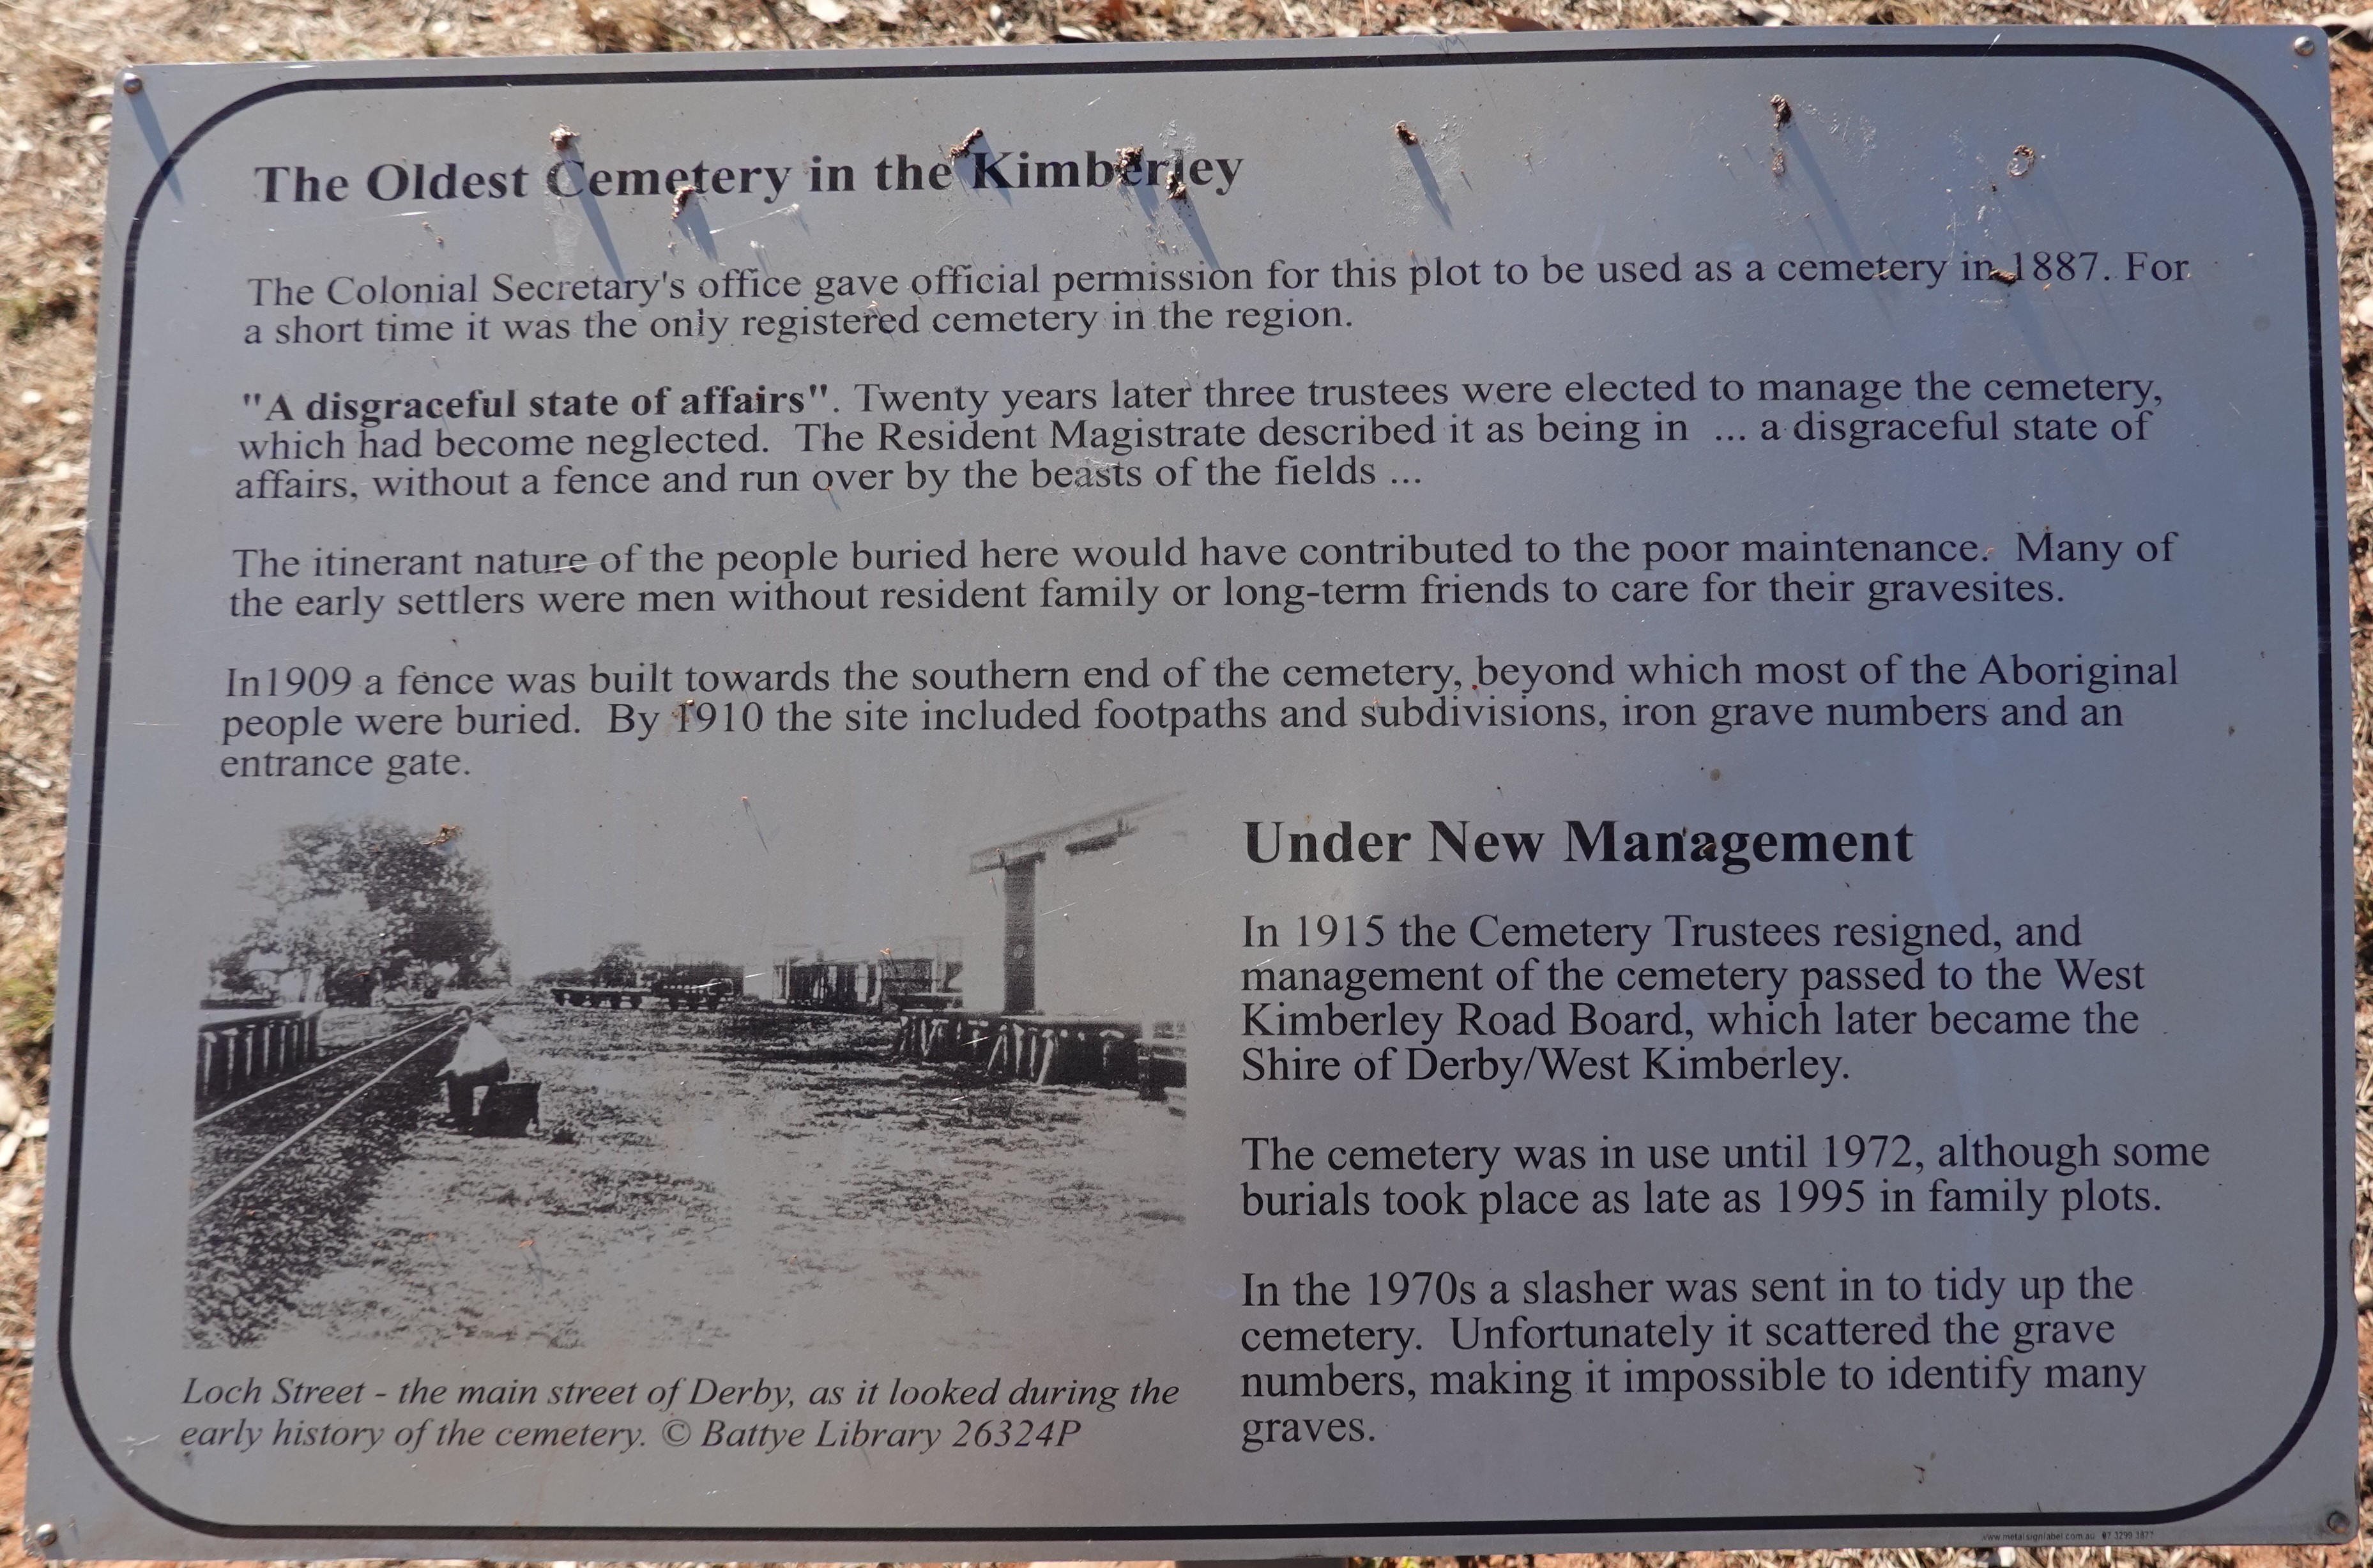 The Oldest Cemetery in the Kimberley
The Colonial Secretary's office gave official permission for this plot to be used as a cemetery in 1887. For
a short time it was the only registered cemetery in the region.
"A disgraceful state of affairs". Twenty years later three trustees were elected to manage the cemetery,
which had become neglected. The Resident Magistrate described it as being in ... a disgraceful state of
affairs, without a fence and run over by the beasts of the fields ...
The itinerant nature of the people buried here would have contributed to the poor maintenance. Many of
the early settlers were men without resident family or long-term friends to care for their gravesites.
In1909 a fence was built towards the southern end of the cemetery, beyond which most of the Aboriginal
people were buried. By 1910 the site included footpaths and subdivisions, iron grave numbers and an
entrance gate.
Loch Street - the main street of Derby, as it looked during the
early history of the cemetery. © Battye Library 26324P
Under New Management
In 1915 the Cemetery Trustees resigned, and
management of the cemetery passed to the West
Kimberley Road Board, which later became the
Shire of Derby/West Kimberley.
The cemetery was in use until 1972, although some
burials took place as late as 1995 in family plots.
In the 1970s a slasher was sent in to tidy up the
cemetery. Unfortunately it scattered the grave
numbers, making it impossible to identify many
graves.
www.metalsignlabel.com.au 07 3299 3877